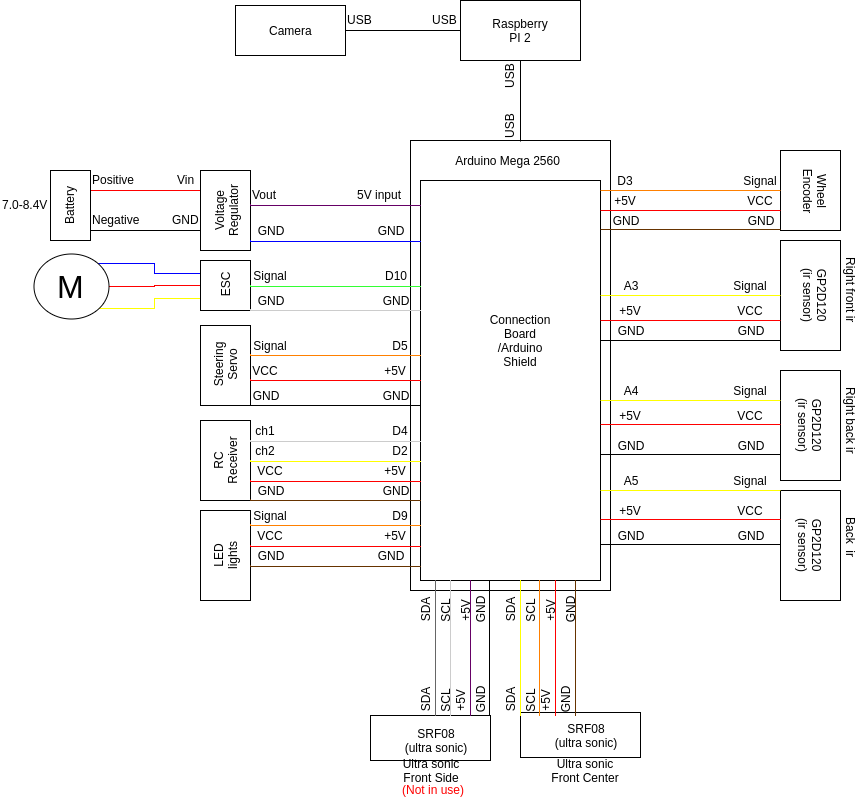 Camera
USB
USB
Raspberry
PI 2
USB
USB
Arduino Mega 2560
Connection
Board
/Arduino
Shield
7.0-8.4V
Battery
Positive
Vin
Negative
GND
Voltage
Regulator
Vout
5V input
GND
GND
M
ESC
Signal
D10
GND
GND
Steering
Servo
Signal
D5
VCC
+5V
GND
GND
RC
Receiver
ch1
D4
ch2
D2
VCC
+5V
GND
GND
LED
lights
Signal
D9
VCC
+5V
GND
GND
D3
Signal
+5V
VCC
GND
GND
Wheel
Encoder
A3
Signal
+5V
VCC
GND
GND
GP2D120
(ir sensor)
Right front ir
A4
Signal
+5V
VCC
GND
GND
GP2D120
(ir sensor)
Right back ir
A5
Signal
+5V
VCC
GND
GND
GP2D120
(ir sensor)
Back ir
SDA
SCL
+5V
GND
SDA
SCL
+5V
GND
SDA
SCL
+5V
GND
SDA
SCL
+5V
GND
SRF08
(ultra sonic)
Ultra sonic
Front Side
(Not in use)
SRF08
(ultra sonic)
Ultra sonic
Front Center